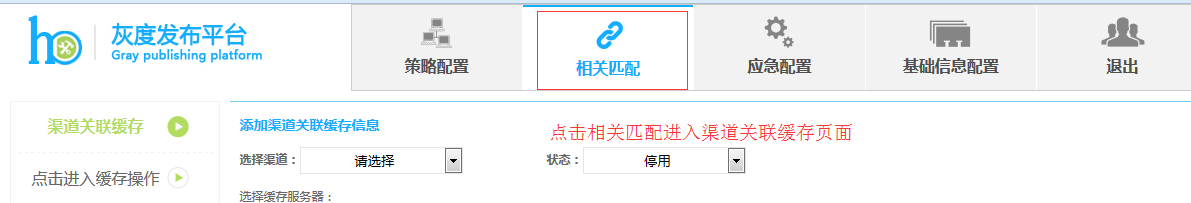 ho
灰度发布平台
Gray publishing platform
策略配置
相关匹配
应急配置
基础信息配置
退出
渠道关联缓存
点击进入缓存操作
添加渠道关联缓存信息
点击相关匹配进入渠道关联缓存页面
选择渠道： 请选择
状态： 停用
选择缓存服务器：